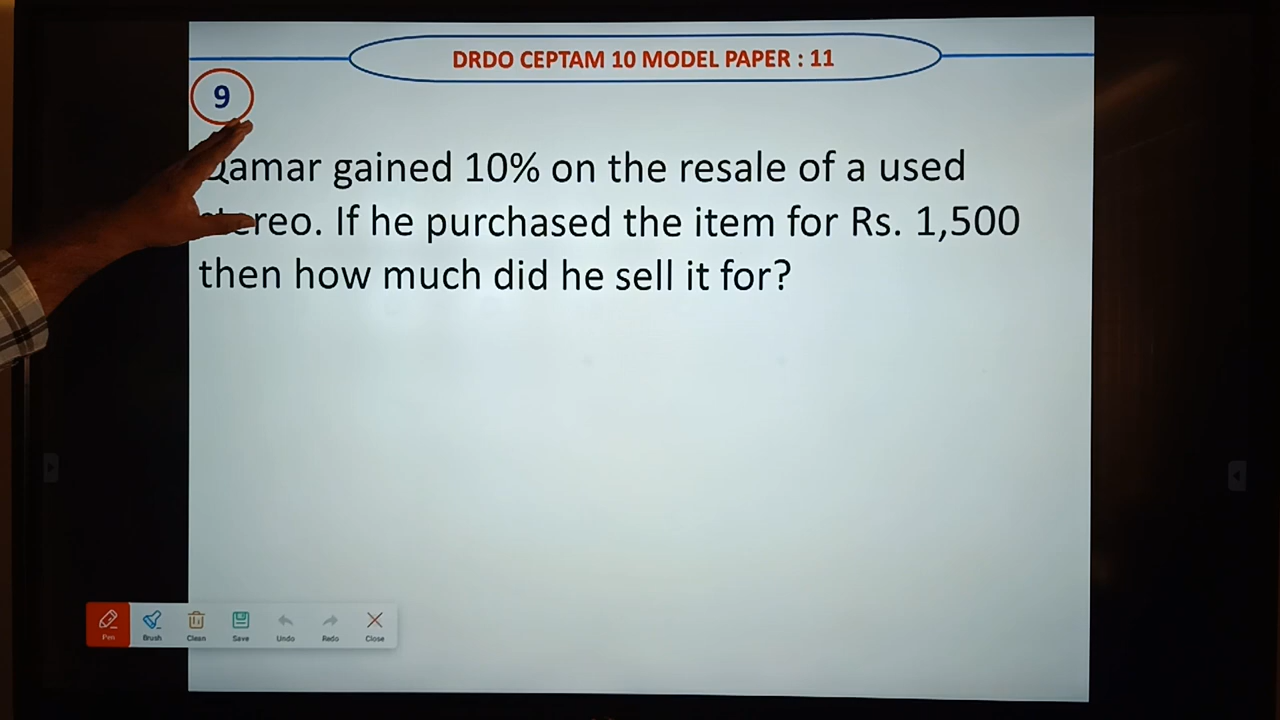 DRDO CEPTAM 10 MODEL PAPER : 11
9
Qamar gained 10% on the resale of a used
stereo. If he purchased the item for Rs. 1,500
then how much did he sell it for?
Pen Brush Clean Save Undo Redo Close